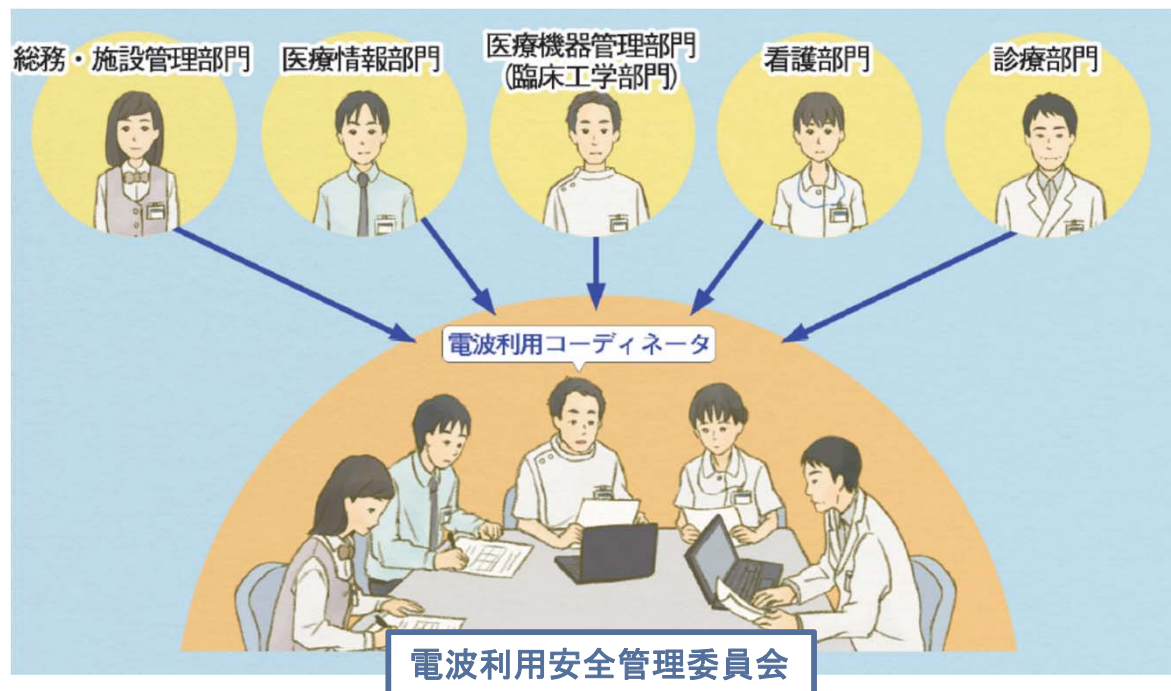 総務・施設管理部門
医療情報部門
医療機器管理部門
(臨床工学部門)
看護部門
診療部門
電波利用コーディネータ
電波利用安全管理委員会